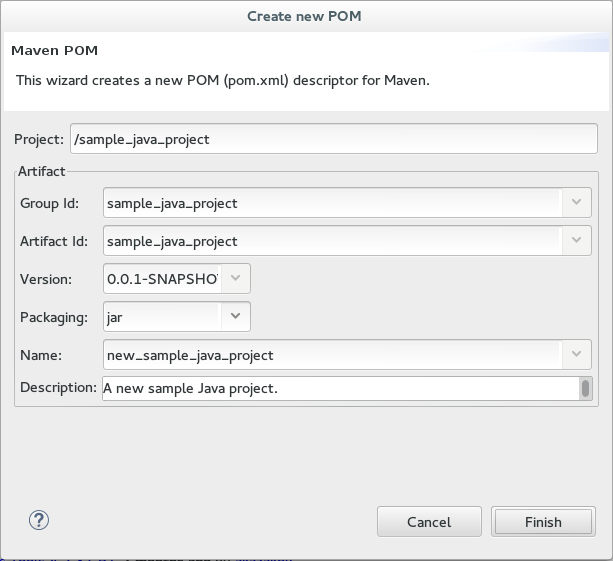 Create new POM
Maven POM
This wizard creates a new POM (pom.xml) descriptor for Maven.
Project: /sample_java_project
Artifact
Group Id: sample_java_project
Artifact Id: sample_java_project
Version: 0.0.1-SNAPSHO
Packaging: jar
Name: new_sample_java_project
Description: A new sample Java project.
?
Cancel Finish